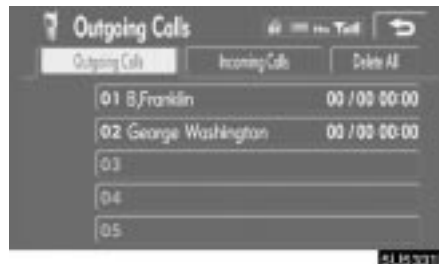 Outgoing Calls
Outgoing Calls Incoming Calls Delete All
01 B,Franklin 00/00 00:00
02 George Washington 00/00 00:00
03
04
05